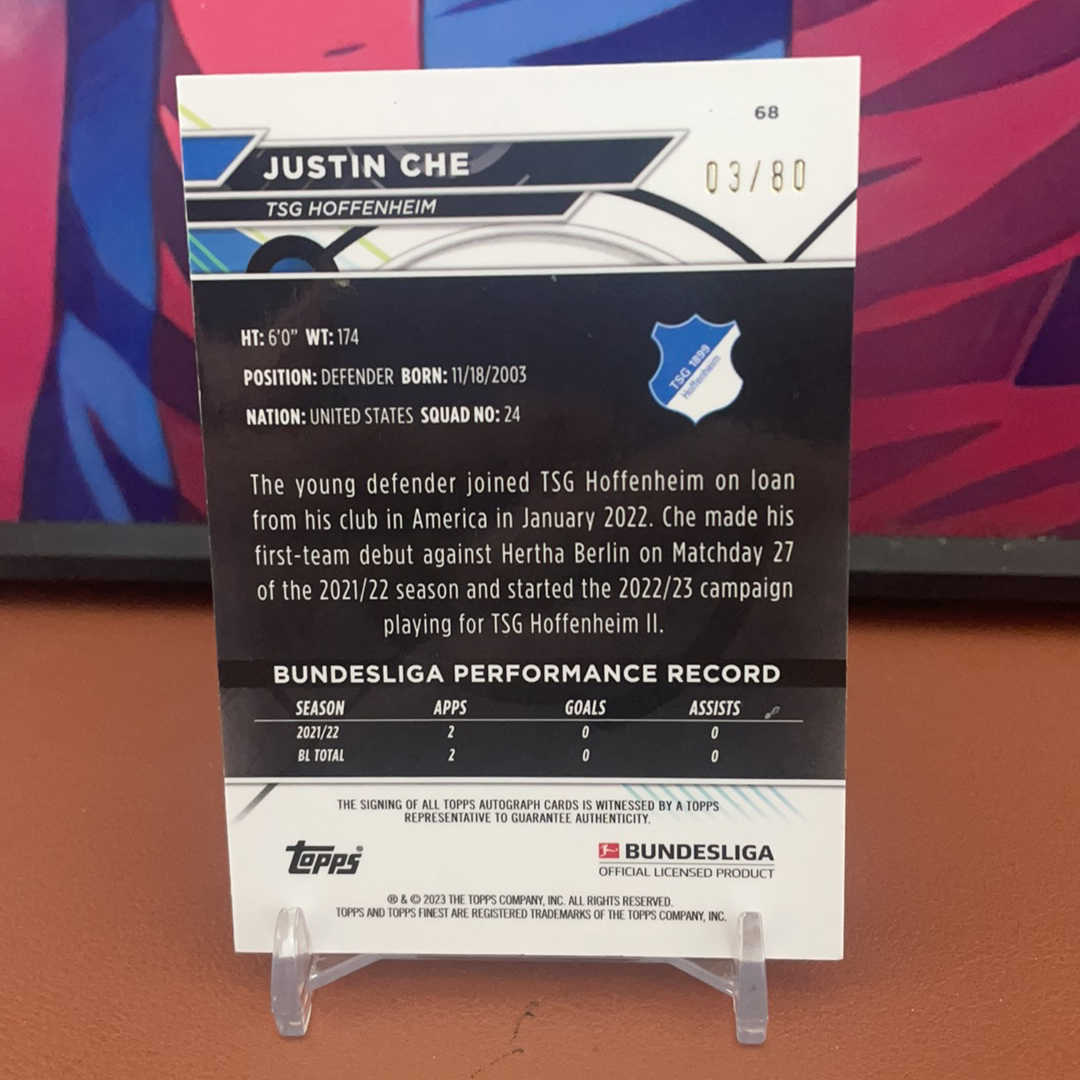 68
JUSTIN CHE
03/80
TSG HOFFENHEIM
HT: 6'0" WT: 174
POSITION: DEFENDER BORN: 11/18/2003
NATION: UNITED STATES SQUAD NO: 24
TSG 1899
Hoffenheim
The young defender joined TSG Hoffenheim on loan
from his club in America in January 2022. Che made his
first-team debut against Hertha Berlin on Matchday 27
of the 2021/22 season and started the 2022/23 campaign
playing for TSG Hoffenheim II.
BUNDESLIGA PERFORMANCE RECORD
SEASON APPS GOALS ASSISTS
2021/22 2 0 0
BL TOTAL 2 0 0
THE SIGNING OF ALL TOPPS AUTOGRAPH CARDS IS WITNESSED BY A TOPPS
REPRESENTATIVE TO GUARANTEE AUTHENTICITY.
Topps®
BUNDESLIGA
OFFICIAL LICENSED PRODUCT
® & © 2023 THE TOPPS COMPANY, INC. ALL RIGHTS RESERVED.
TOPPS AND TOPPS FINEST ARE REGISTERED TRADEMARKS OF THE TOPPS COMPANY, INC.